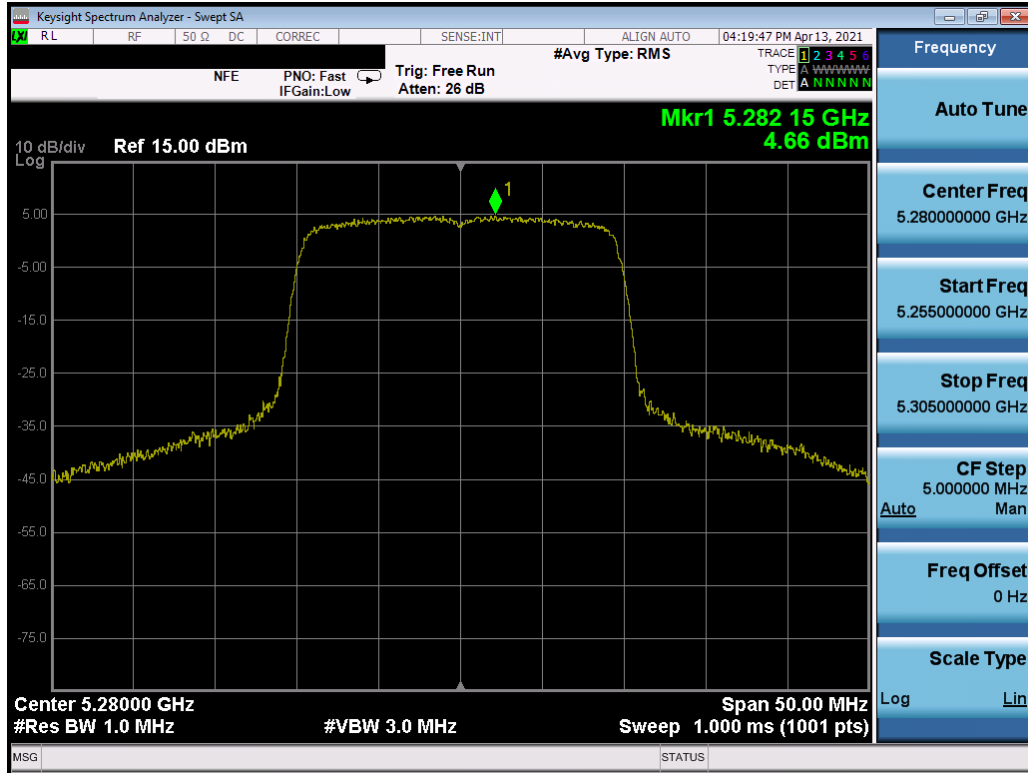 Keysight Spectrum Analyzer - Swept SA
LXI RL RF 50 Ω DC CORREC SENSE:INT ALIGN AUTO 04:19:47 PM Apr 13, 2021
Frequency
NFE PNO: Fast Trig: Free Run #Avg Type: RMS TRACE 1 2 3 4 5 6
IFGain:Low Atten: 26 dB TYPE A WWWWW
DET A N N N N N
Auto Tune
Mkr1 5.282 15 GHz
4.66 dBm
10 dB/div Ref 15.00 dBm
Log
1
5.00
-5.00
-15.0
-25.0
-35.0
-45.0
-55.0
-65.0
-75.0
Center 5.28000 GHz Span 50.00 MHz
#Res BW 1.0 MHz #VBW 3.0 MHz Sweep 1.000 ms (1001 pts)
Center Freq
5.280000000 GHz
Start Freq
5.255000000 GHz
Stop Freq
5.305000000 GHz
CF Step
5.000000 MHz
Auto Man
Freq Offset
0 Hz
Scale Type
Log Lin
MSG STATUS